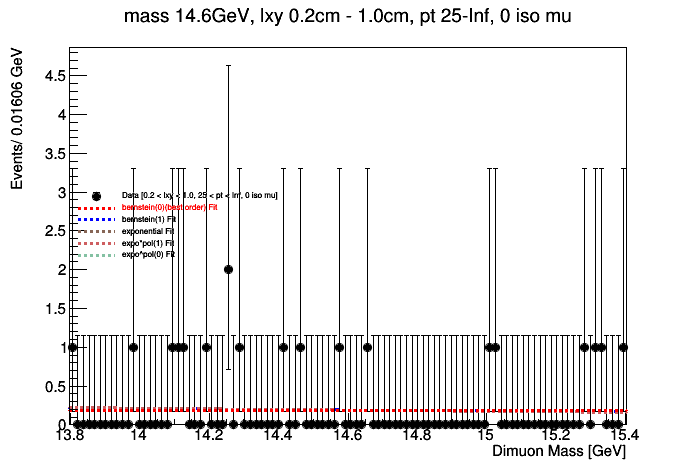 mass 14.6GeV, lxy 0.2cm - 1.0cm, pt 25-Inf, 0 iso mu
Events/ 0.01606 GeV
4.5
4
3.5
3
2.5
2
1.5
1
0.5
0
Data [0.2 < lxy < 1.0, 25 < pt < Inf, 0 iso mu]
bernstein(0)(best order) Fit
bernstein(1) Fit
exponential Fit
expo*pol(1) Fit
expo*pol(0) Fit
13.8 14 14.2 14.4 14.6 14.8 15 15.2 15.4
Dimuon Mass [GeV]